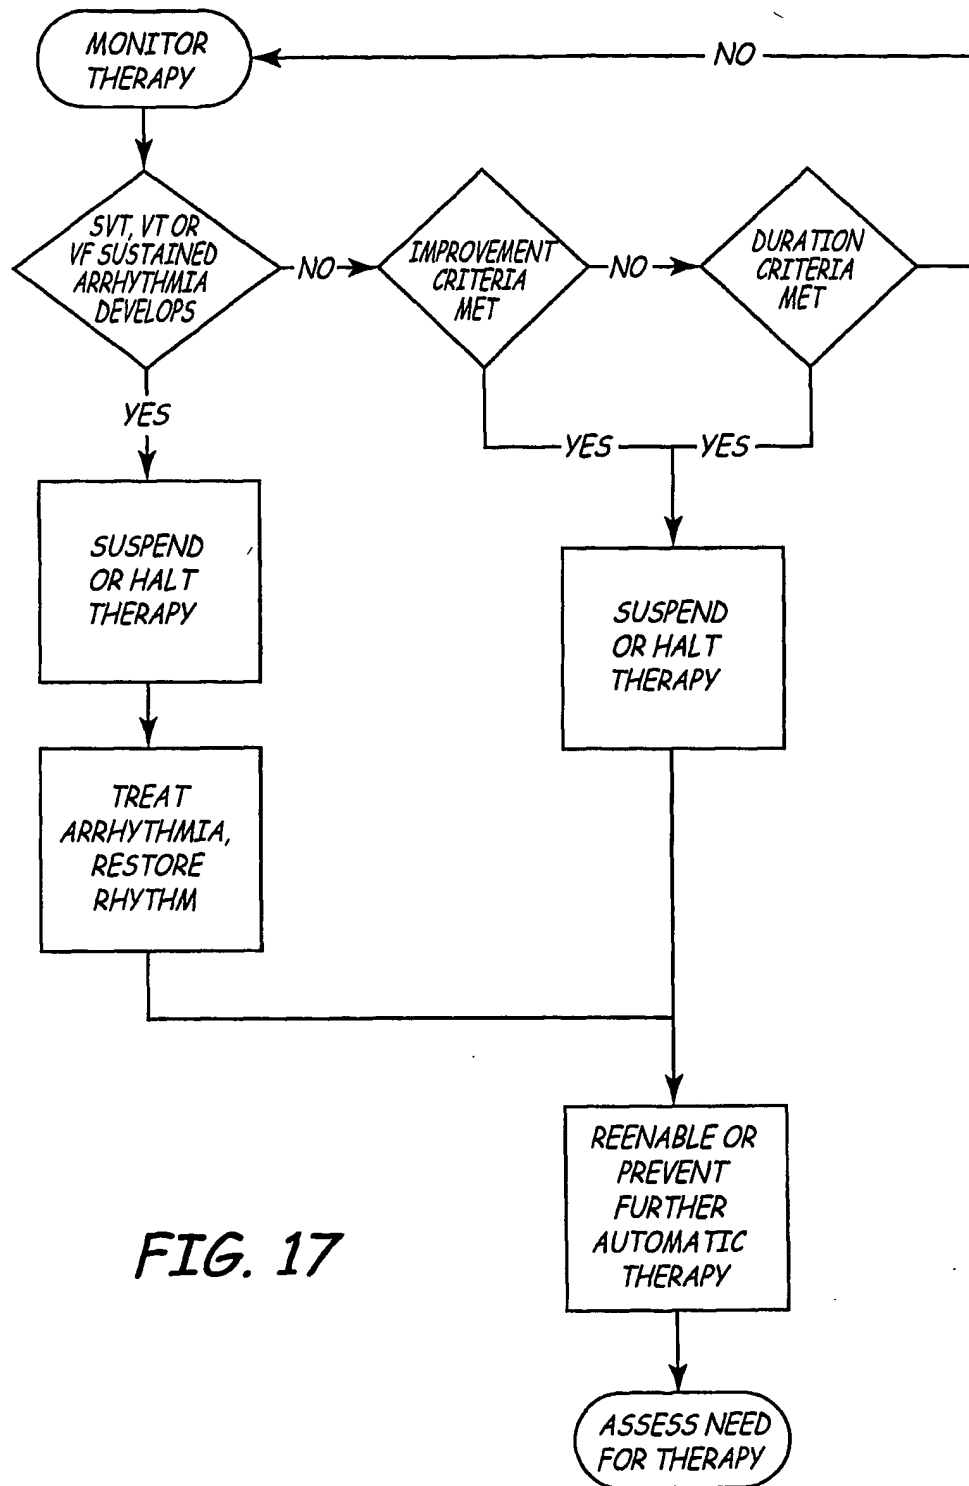 MONITOR
THERAPY
NO
SVT, VT OR
VF SUSTAINED
ARRHYTHMIA
DEVELOPS
NO
IMPROVEMENT
CRITERIA
MET
NO
DURATION
CRITERIA
MET
YES
YES
YES
SUSPEND
OR HALT
THERAPY
SUSPEND
OR HALT
THERAPY
TREAT
ARRHYTHMIA,
RESTORE
RHYTHM
REENABLE OR
PREVENT
FURTHER
AUTOMATIC
THERAPY
FIG. 17
ASSESS NEED
FOR THERAPY